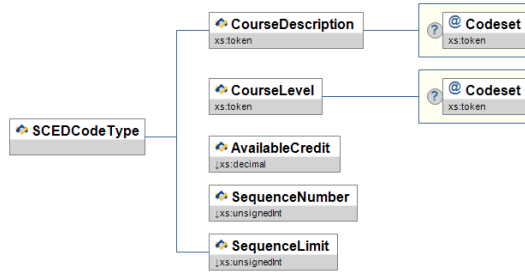 CourseDescription
xs:token
? @ Codeset
xs:token
CourseLevel
xs:token
? @ Codeset
xs:token
SCEDCodeType
AvailableCredit
↓xs:decimal
SequenceNumber
↓xs:unsignedInt
SequenceLimit
↓xs:unsignedInt